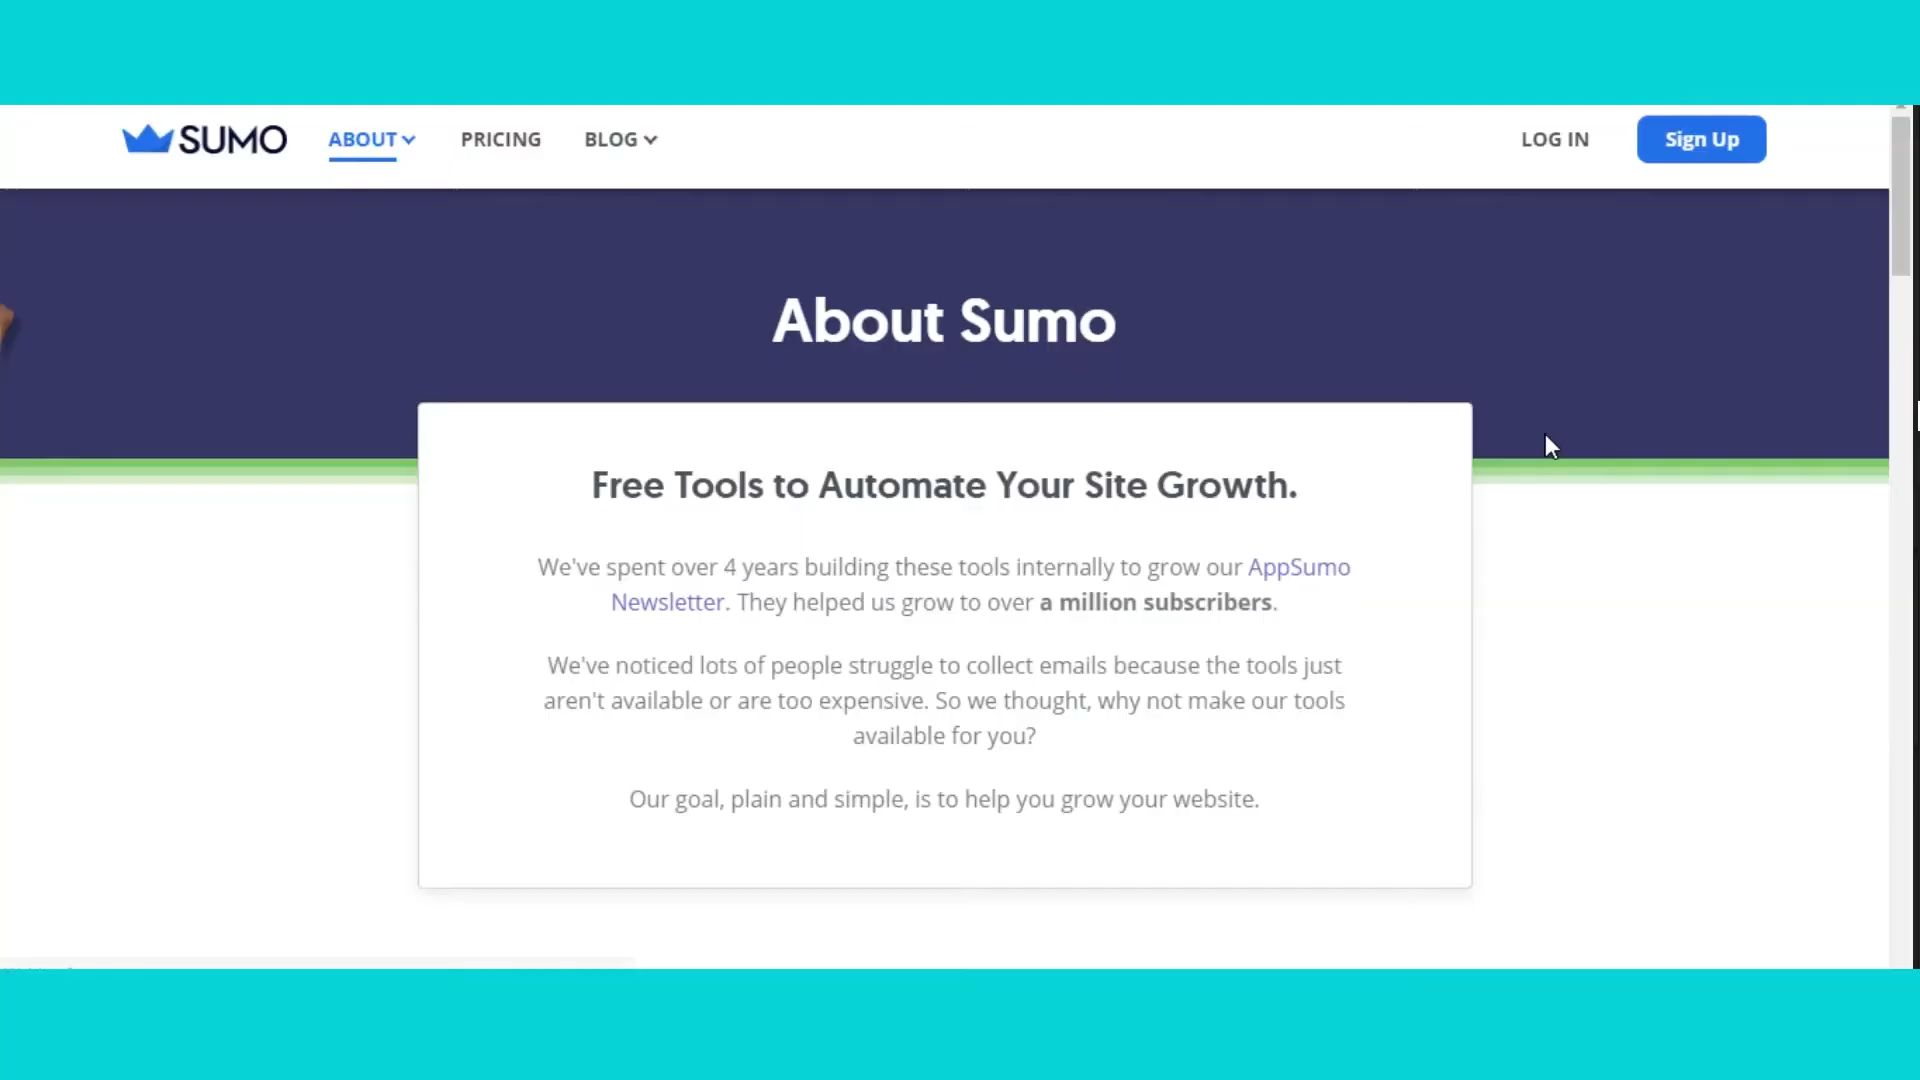 SUMO ABOUT PRICING BLOG LOG IN Sign Up
About Sumo
Free Tools to Automate Your Site Growth.
We've spent over 4 years building these tools internally to grow our AppSumo
Newsletter. They helped us grow to over a million subscribers.
We've noticed lots of people struggle to collect emails because the tools just
aren't available or are too expensive. So we thought, why not make our tools
available for you?
Our goal, plain and simple, is to help you grow your website.